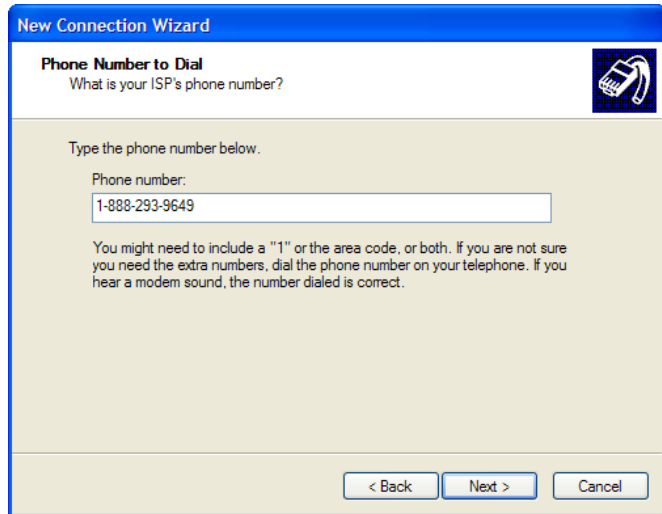 New Connection Wizard
Phone Number to Dial
What is your ISP's phone number?
Type the phone number below.
Phone number:
1-888-293-9649
You might need to include a "1" or the area code, or both. If you are not sure
you need the extra numbers, dial the phone number on your telephone. If you
hear a modem sound, the number dialed is correct.
< Back Next > Cancel